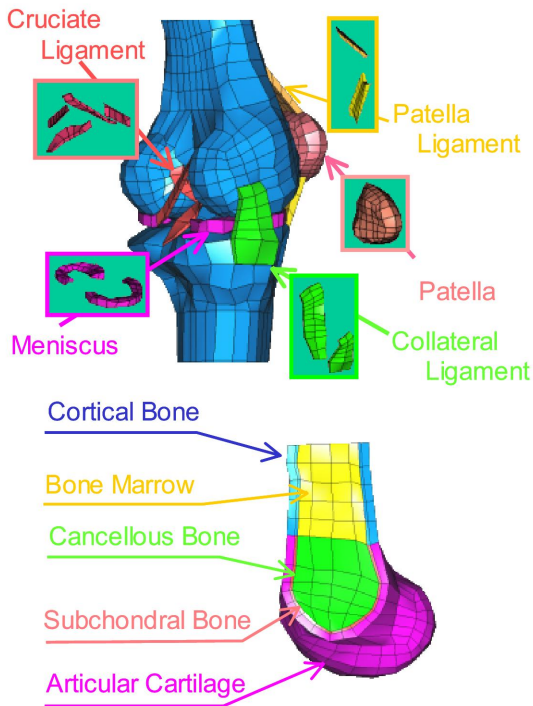 Cruciate
Ligament
Patella
Ligament
Patella
Meniscus
Collateral
Ligament
Cortical Bone
Bone Marrow
Cancellous Bone
Subchondral Bone
Articular Cartilage